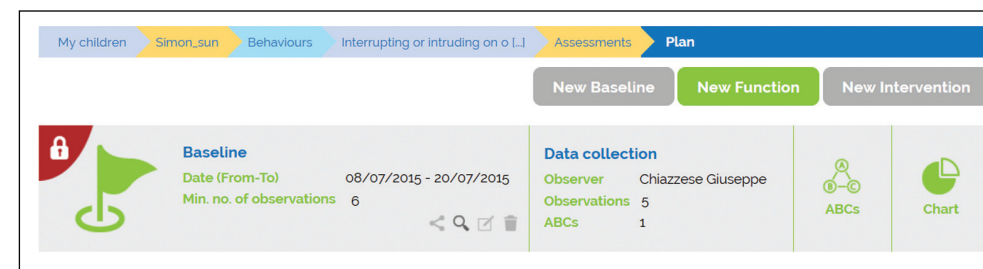 My children Simon_sun Behaviours Interrupting or intruding on o [...] Assessments Plan
New Baseline New Function New Intervention
Baseline
Date (From-To) 08/07/2015 - 20/07/2015
Min. no. of observations 6
Data collection
Observer Chiazzese Giuseppe
Observations 5
ABCs 1
A
B C
ABCs
Chart